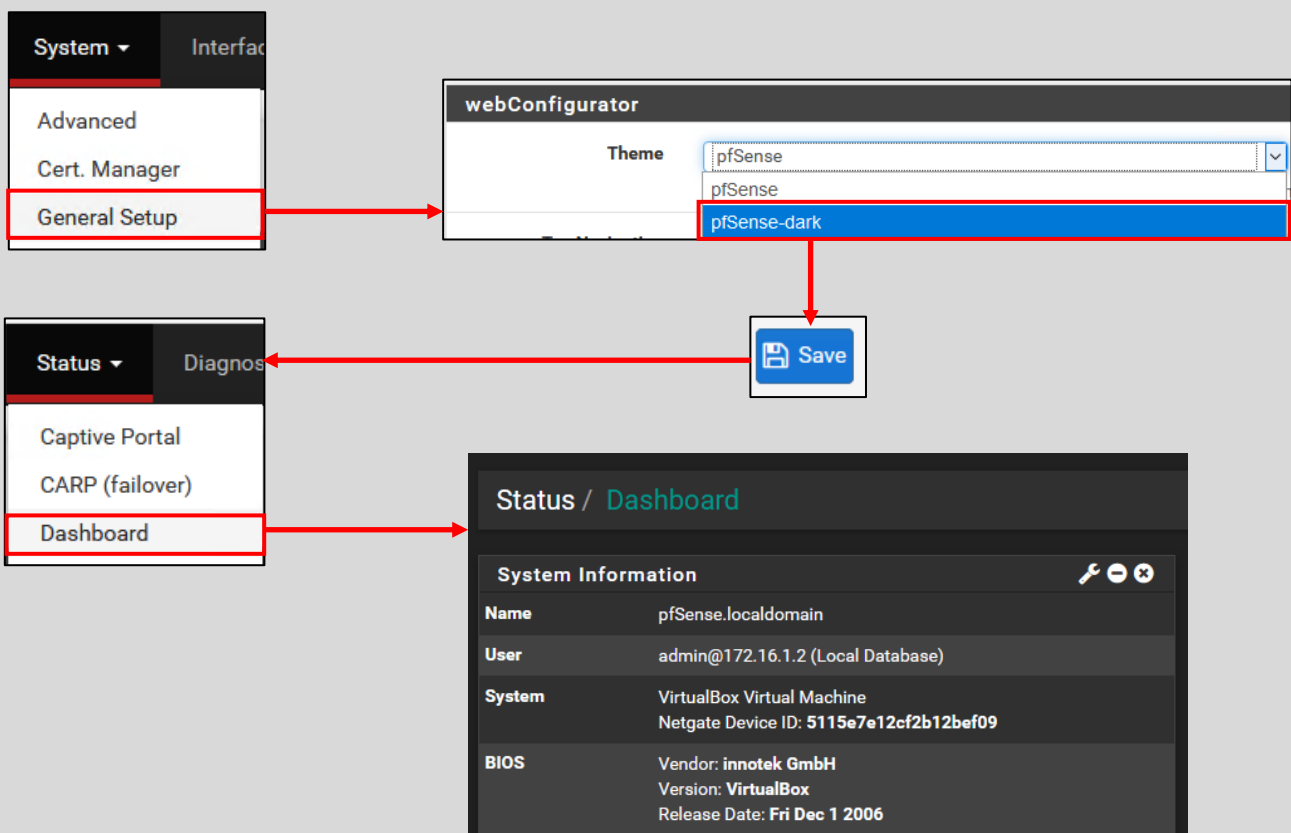 System Interfac
Advanced
Cert. Manager
General Setup
webConfigurator
Theme pfSense
pfSense
pfSense-dark
Save
Status Diagnos
Captive Portal
CARP (failover)
Dashboard
Status / Dashboard
System Information
Name pfSense.localdomain
User admin@172.16.1.2 (Local Database)
System VirtualBox Virtual Machine
Netgate Device ID: 5115e7e12cf2b12bef09
BIOS Vendor: innotek GmbH
Version: VirtualBox
Release Date: Fri Dec 1 2006